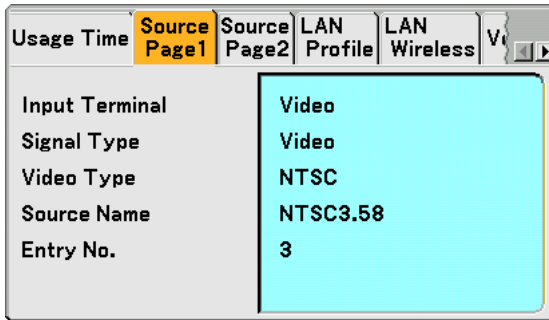 Usage Time
Source
Page1
Source
Page2
LAN
Profile
LAN
Wireless
Input Terminal Video
Signal Type Video
Video Type NTSC
Source Name NTSC3.58
Entry No. 3